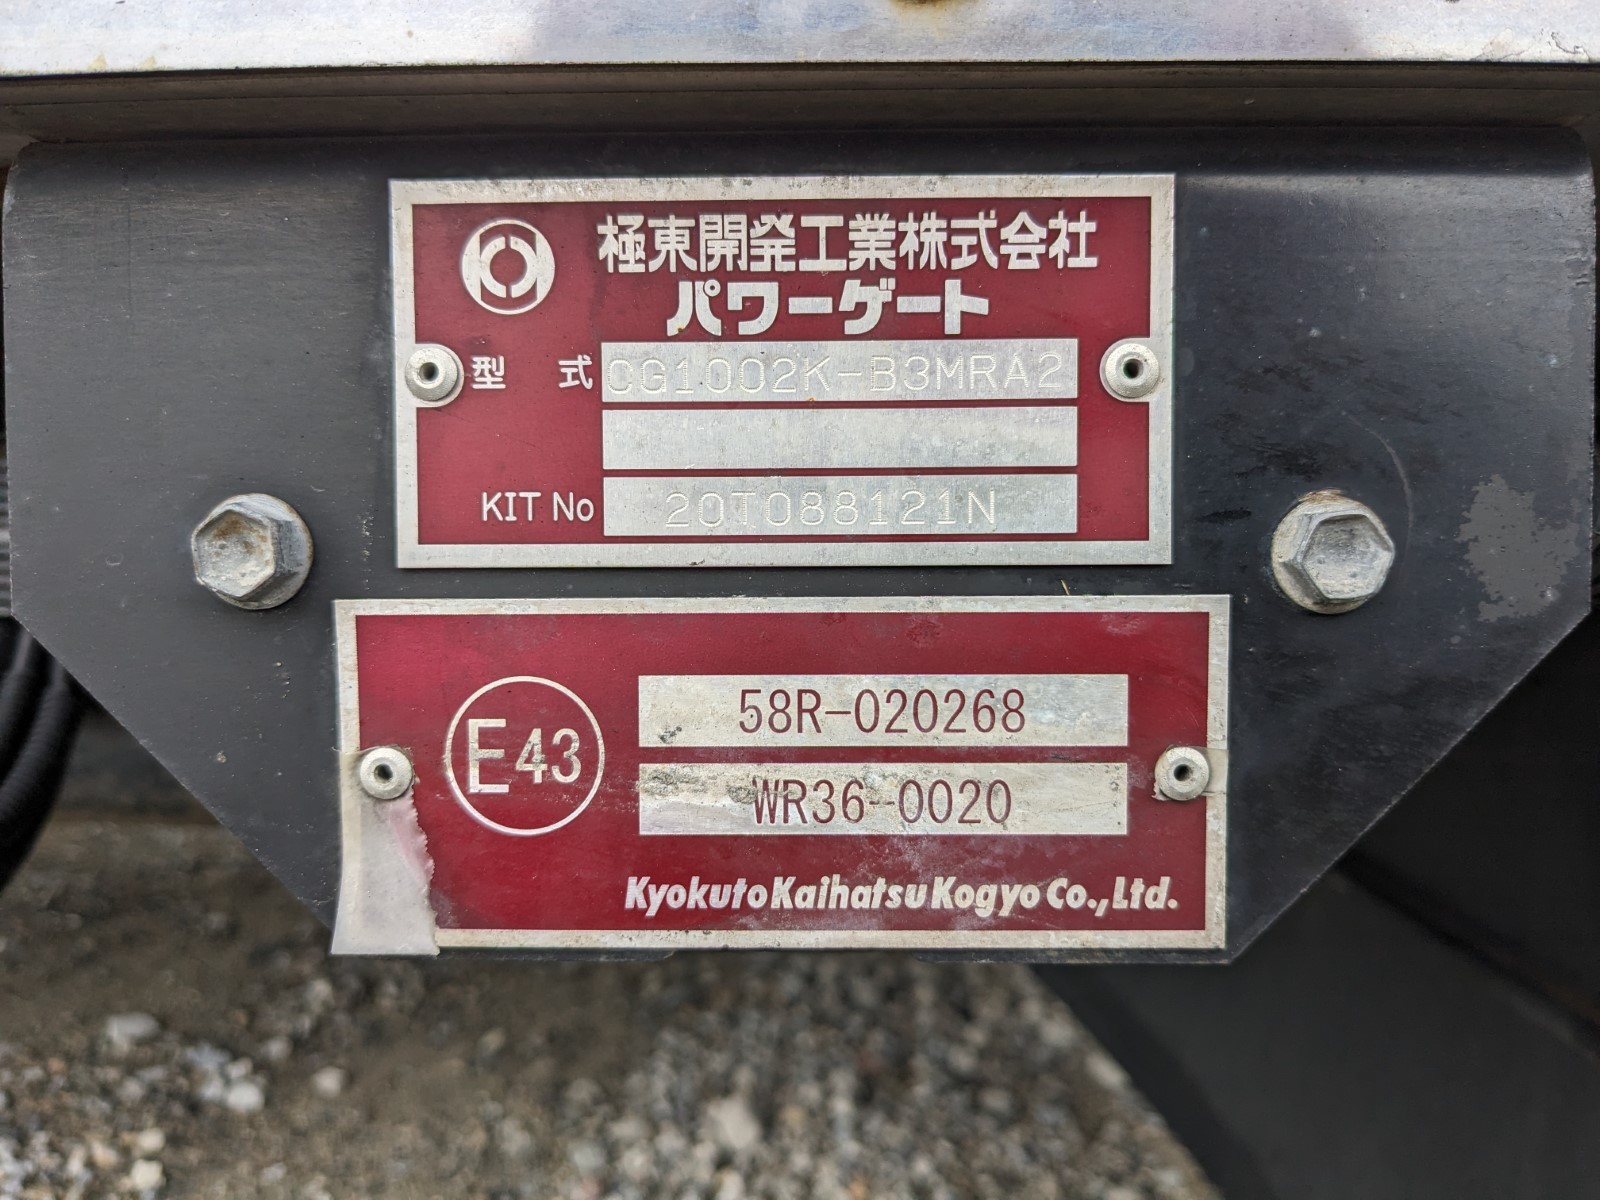 極東開発工業株式会社
パワーゲート
型 式 CG1002K-B3MRA2
KIT No 20T088121N
E43
58R-020268
WR36-0020
Kyokuto Kaihatsu Kogyo Co., Ltd.